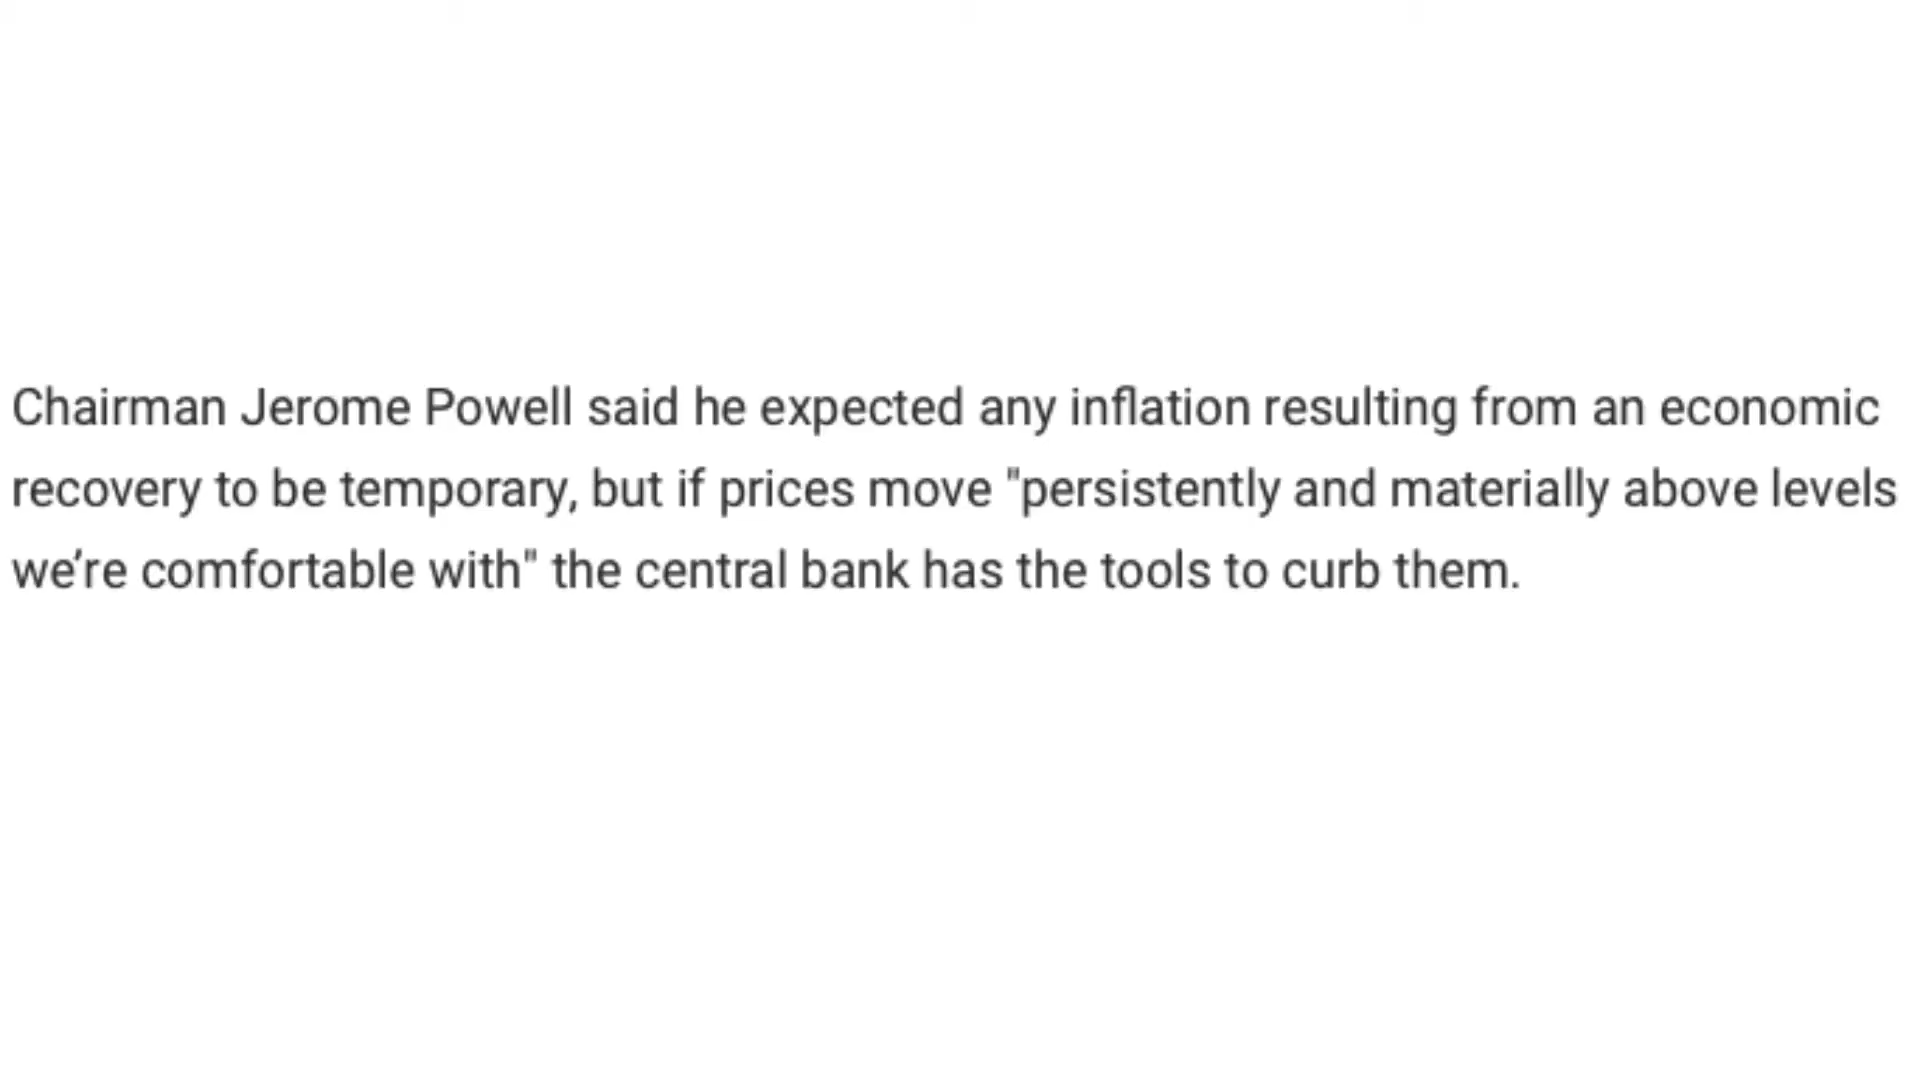 Chairman Jerome Powell said he expected any inflation resulting from an economic
recovery to be temporary, but if prices move "persistently and materially above levels
we’re comfortable with" the central bank has the tools to curb them.